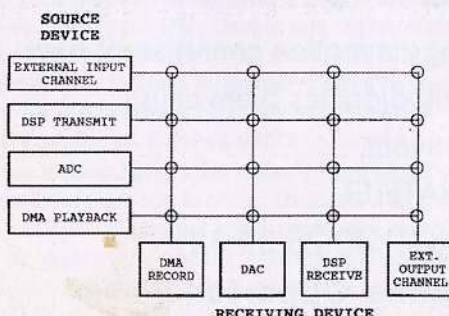 SOURCE
DEVICE
EXTERNAL INPUT
CHANNEL
DSP TRANSMIT
ADC
DMA PLAYBACK
DMA
RECORD
DAC
DSP
RECEIVE
EXT-
OUTPUT
CHANNEL
RECEIVING DEVICE